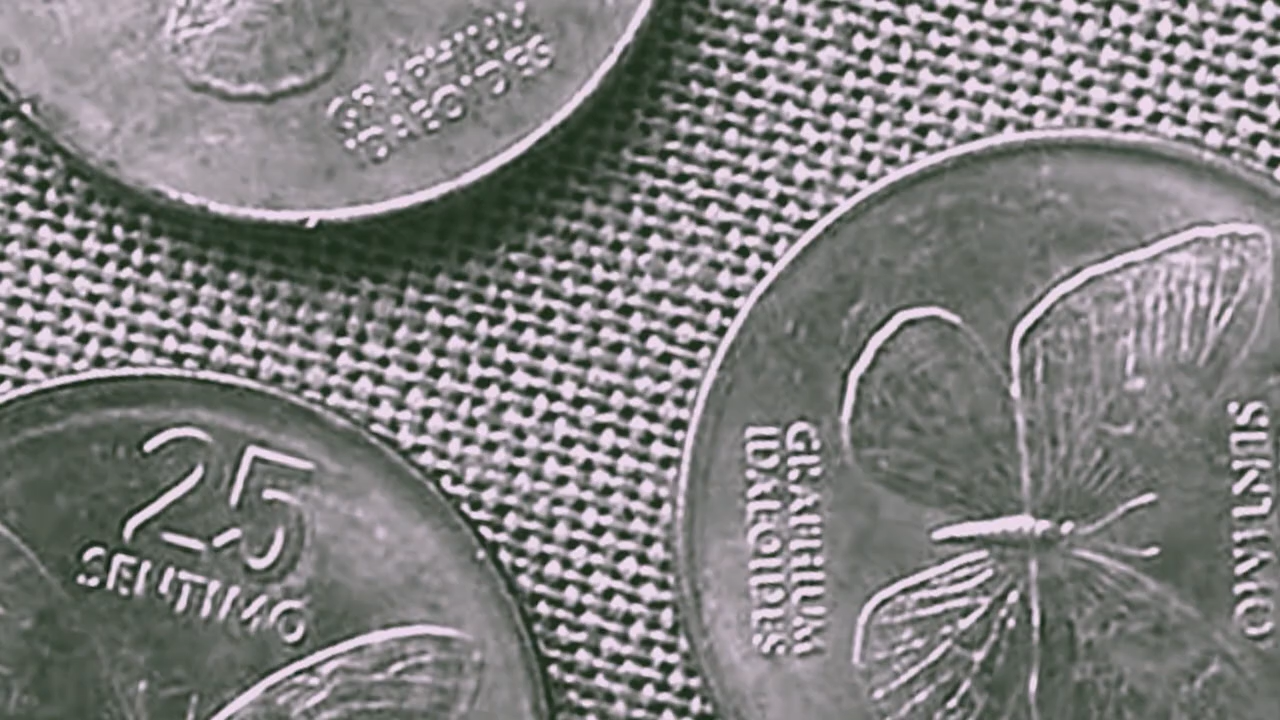 25
SENTIMO
GRAPHIUM
IDAEOIDES
SENTIMO